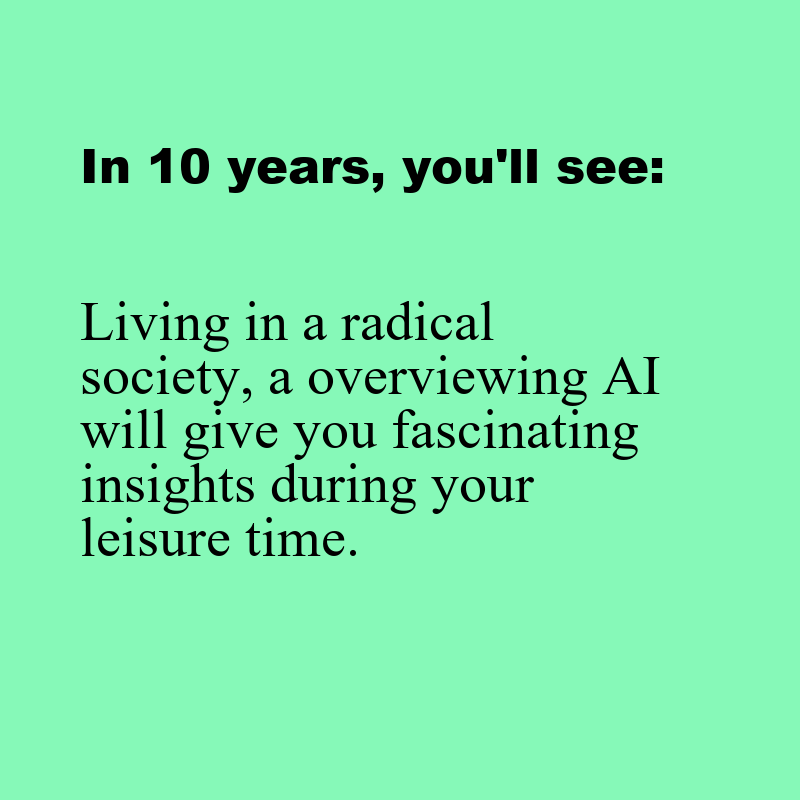 In 10 years, you'll see:
Living in a radical
society, a overviewing AI
will give you fascinating
insights during your
leisure time.